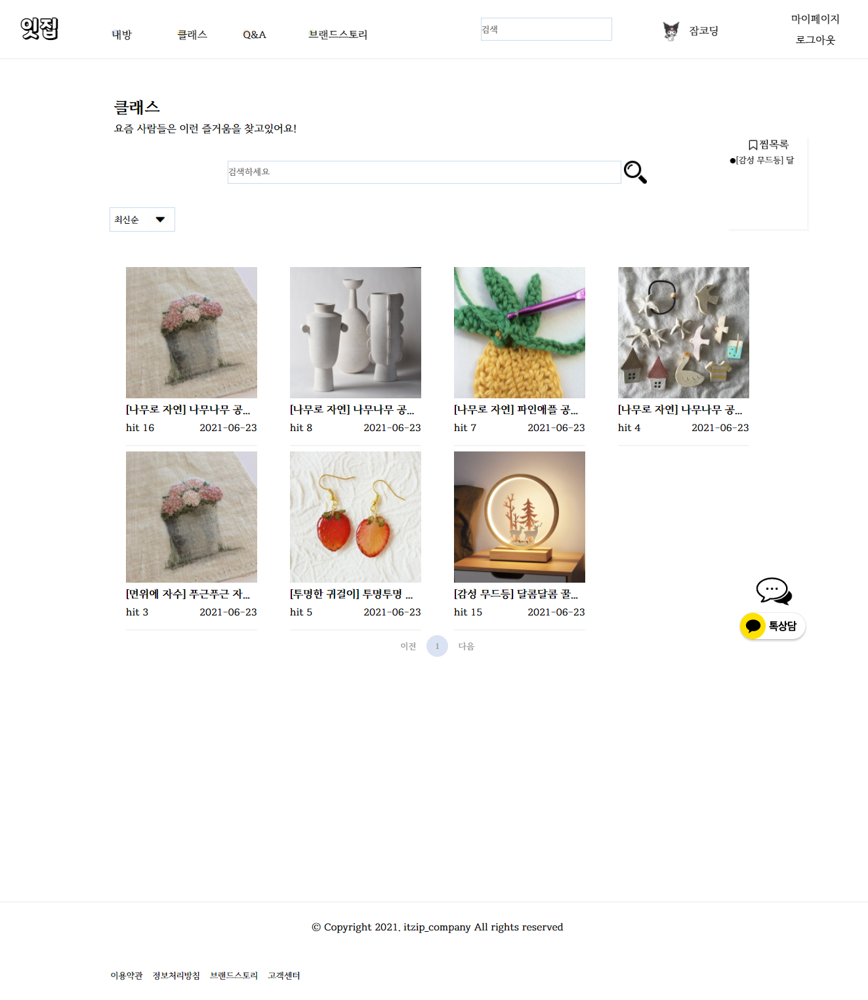 잇집
내방
클래스
Q&A
브랜드스토리
검색
잠코딩
마이페이지
로그아웃
클래스
요즘 사람들은 이런 즐거움을 찾고있어요!
찜목록
●[감성 무드등] 달
검색하세요
최신순
[나무로 자연] 나무나무 공...
hit 16 2021-06-23
[나무로 자연] 나무나무 공...
hit 8 2021-06-23
[나무로 자연] 파인애플 공...
hit 7 2021-06-23
[나무로 자연] 나무나무 공...
hit 4 2021-06-23
[면위에 자수] 푸근푸근 자...
hit 3 2021-06-23
[투명한 귀걸이] 투명투명 ...
hit 5 2021-06-23
[감성 무드등] 달콤달콤 꿀...
hit 15 2021-06-23
톡상담
이전 1 다음
© Copyright 2021. itzip_company All rights reserved
이용약관 정보처리방침 브랜드스토리 고객센터